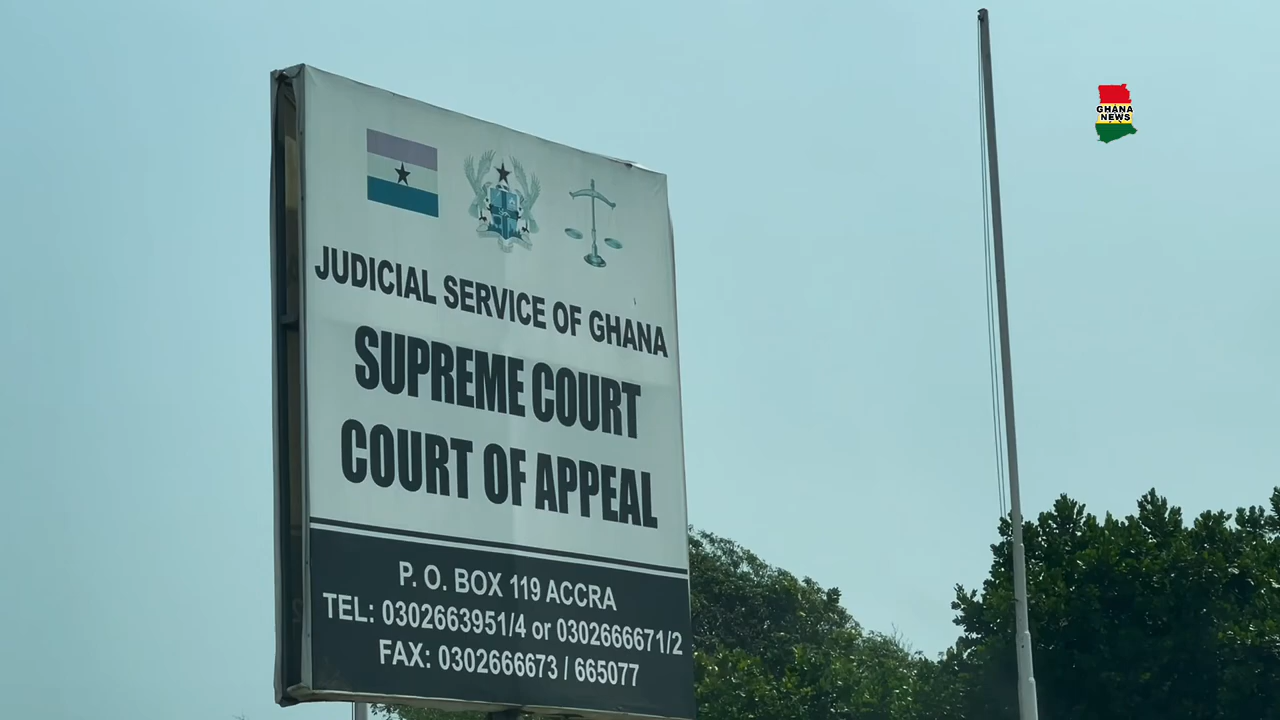 GHANA
NEWS
JUDICIAL SERVICE OF GHANA
SUPREME COURT
COURT OF APPEAL
P. O. BOX 119 ACCRA
TEL: 0302663951/4 or 0302666671/2
FAX: 0302666673 / 665077